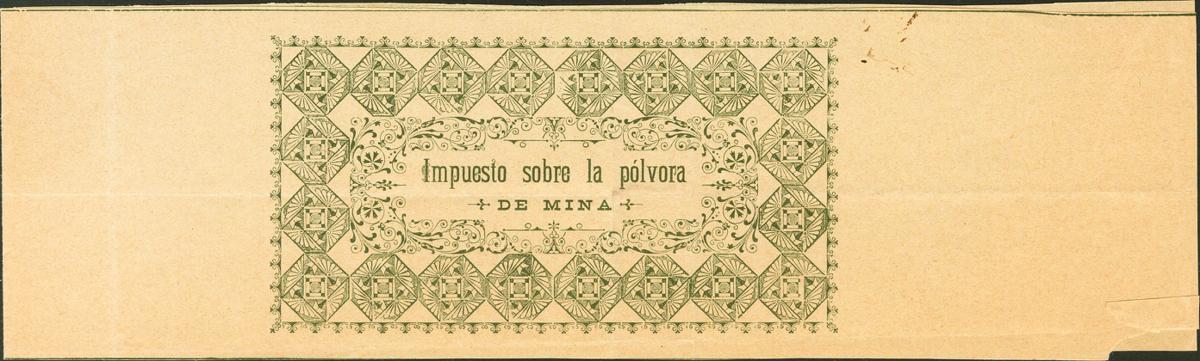 Impuesto sobre la pólvora
DE MINA